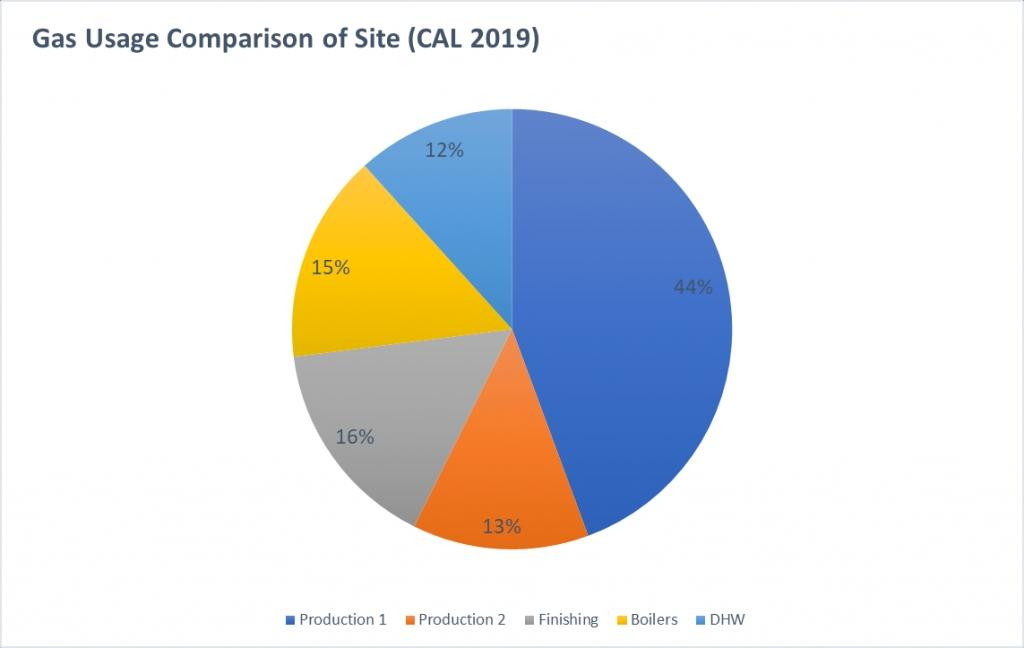 Gas Usage Comparison of Site (CAL 2019)
12%
44%
15%
16%
13%
Production 1 Production 2 Finishing Boilers DHW